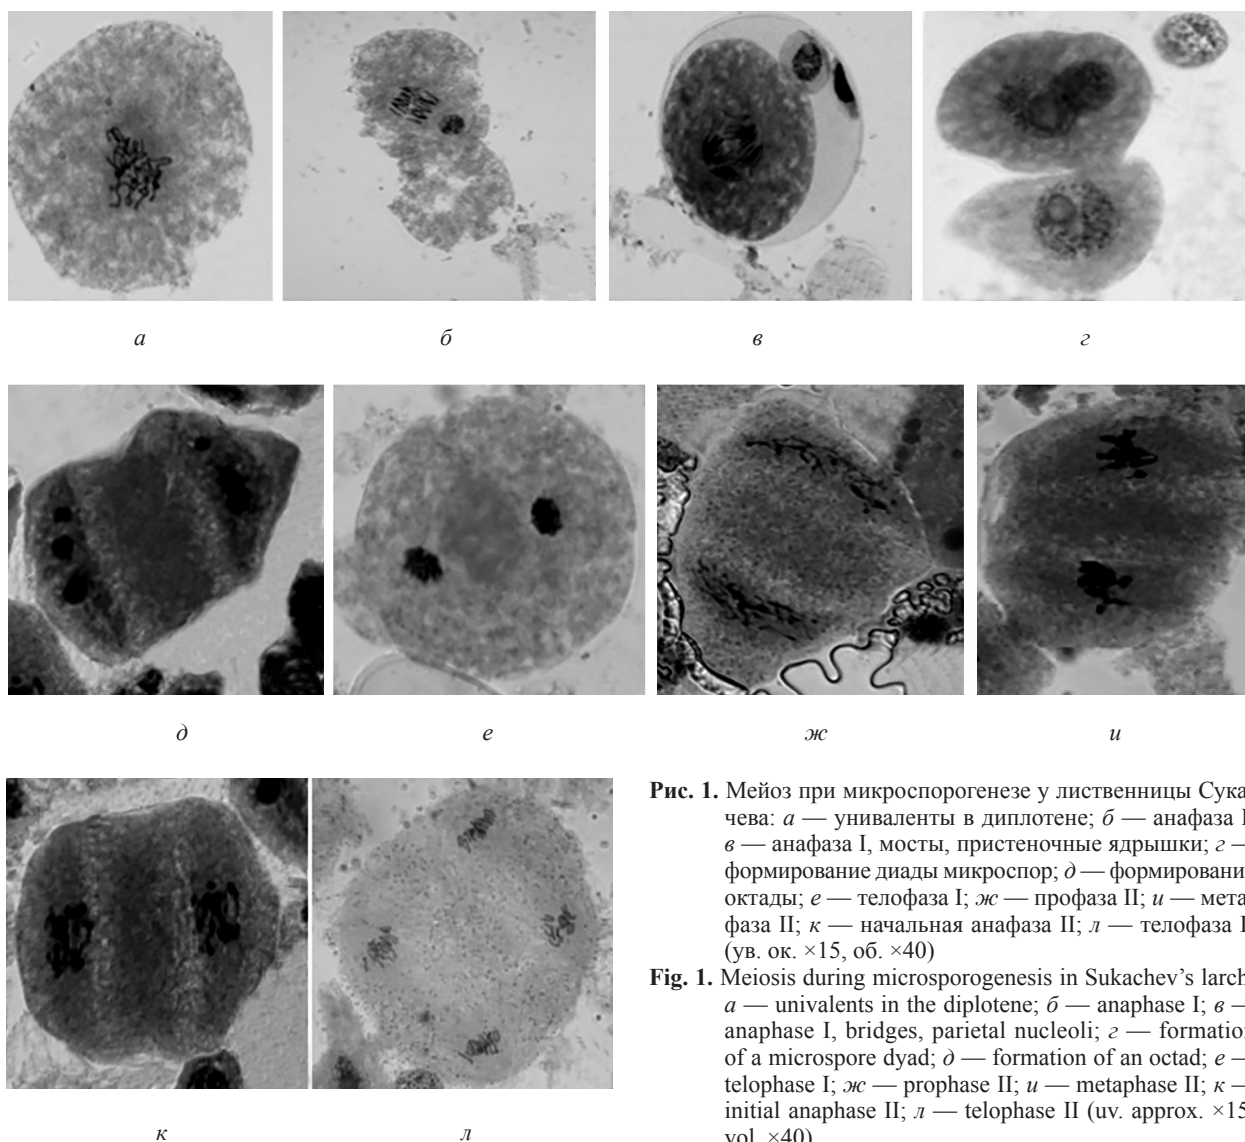 а б в г
д е ж и
к л
Рис. 1. Мейоз при микроспорогенезе у лиственницы Сука
чева: а — униваленты в диплотене; б — анафаза I
в — анафаза I, мосты, пристеночные ядрышки; г —
формирование диады микроспор; д — формировани
октады; е — телофаза I; ж — профаза II; и — мета
фаза II; к — начальная анафаза II; л — телофаза I
(ув. ок. ×15, об. ×40)
Fig. 1. Meiosis during microsporogenesis in Sukachev’s larch
а — univalents in the diplotene; б — anaphase I; в —
anaphase I, bridges, parietal nucleoli; г — formation
of a microspore dyad; д — formation of an octad; е —
telophase I; ж — prophase II; и — metaphase II; к —
initial anaphase II; л — telophase II (uv. approx. ×15
vol. ×40)